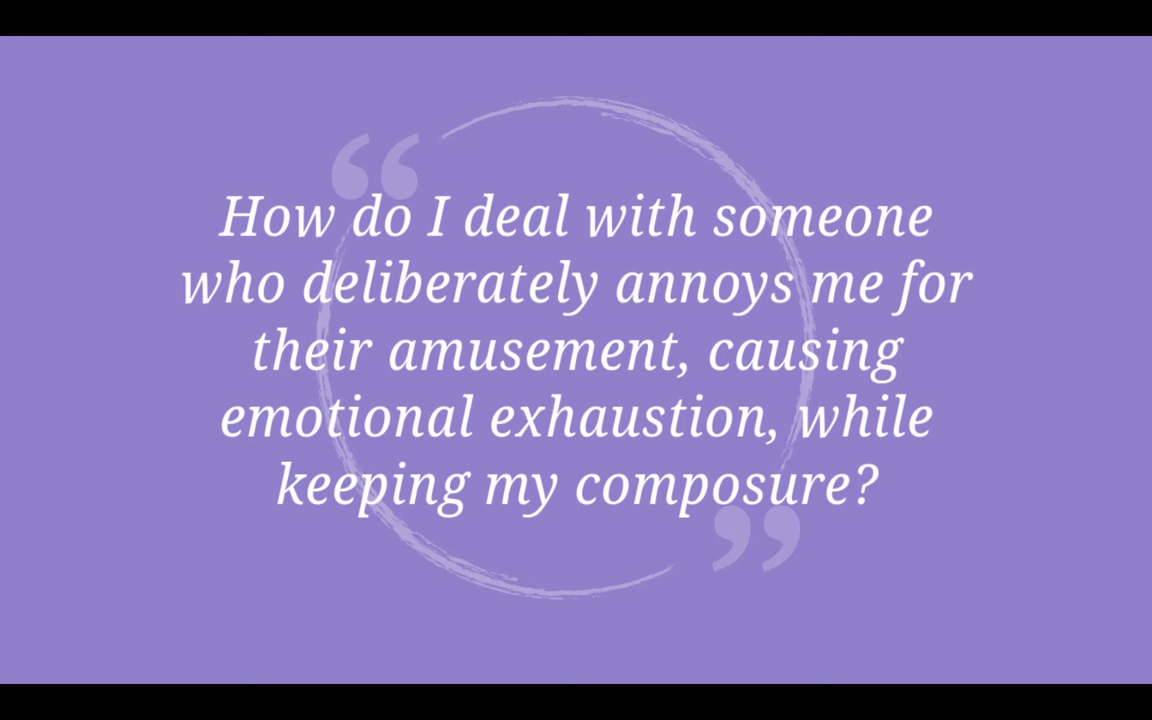 “
How do I deal with someone
who deliberately annoys me for
their amusement, causing
emotional exhaustion, while
keeping my composure?
”